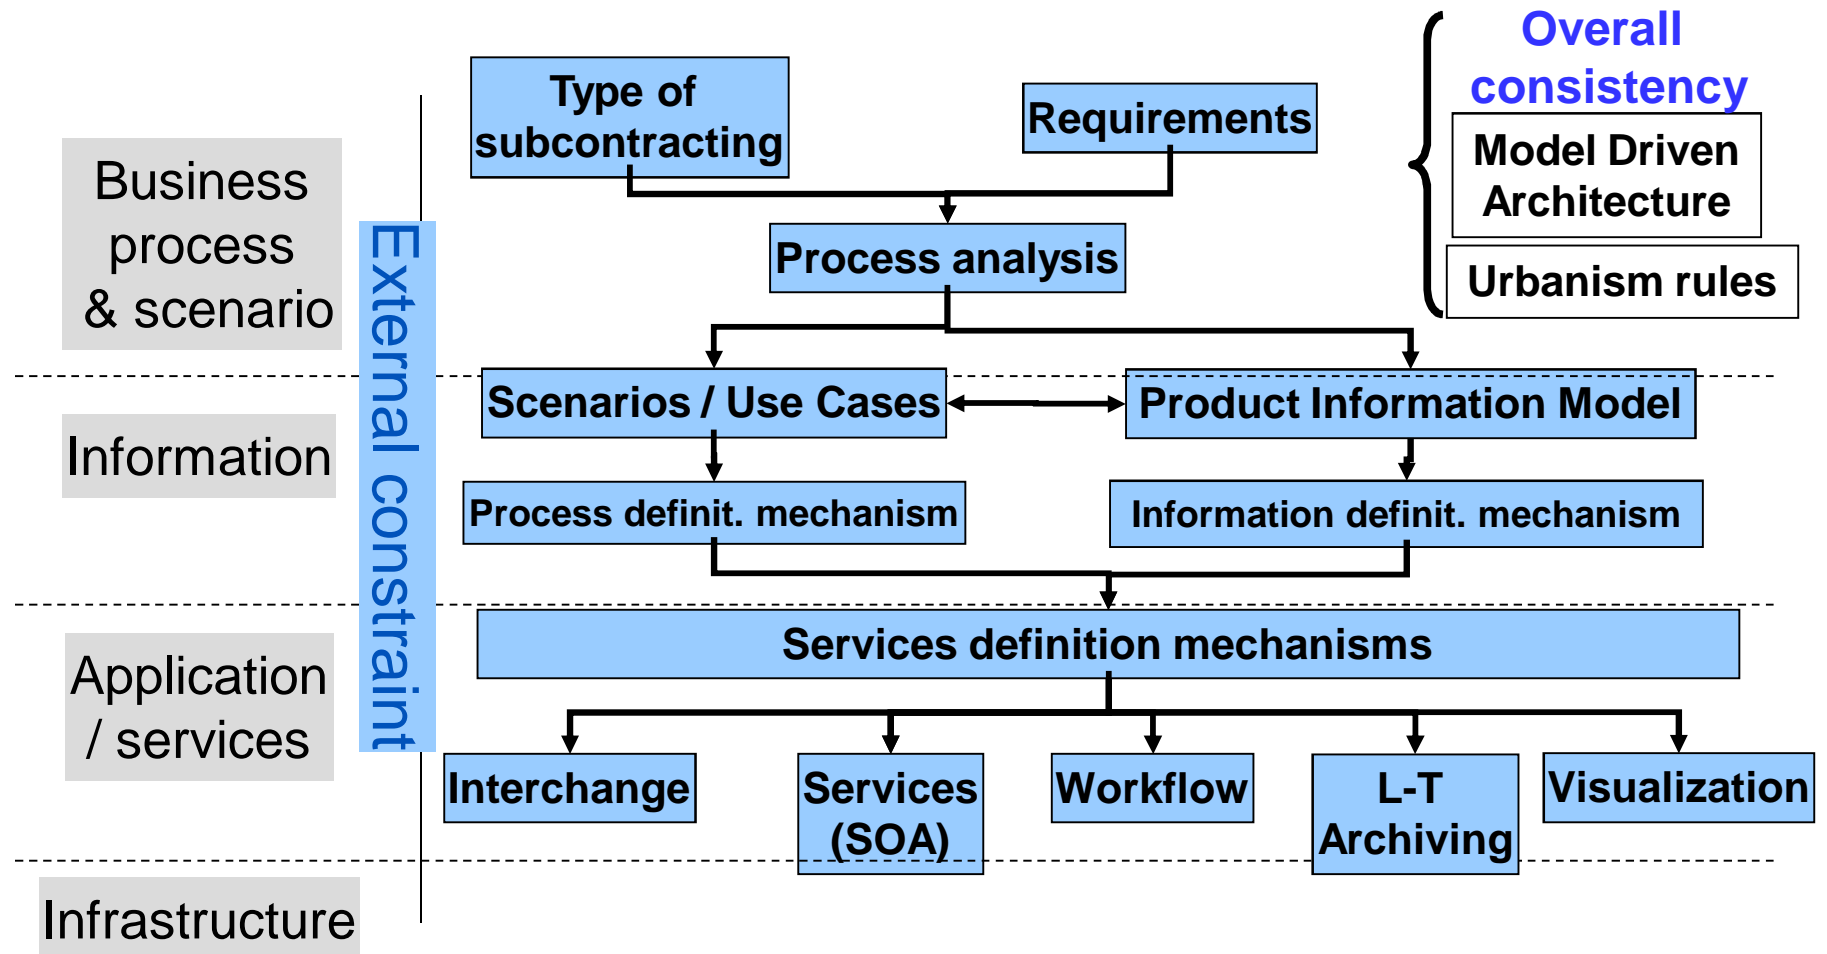 Overall
consistency
Model Driven
Architecture
Urbanism rules
Type of
subcontracting
Requirements
Process analysis
Business
process
& scenario
External constraint
Scenarios / Use Cases
Product Information Model
Information
Process definit. mechanism
Information definit. mechanism
Application
/ services
Services definition mechanisms
Interchange
Services
(SOA)
Workflow
L-T
Archiving
Visualization
Infrastructure